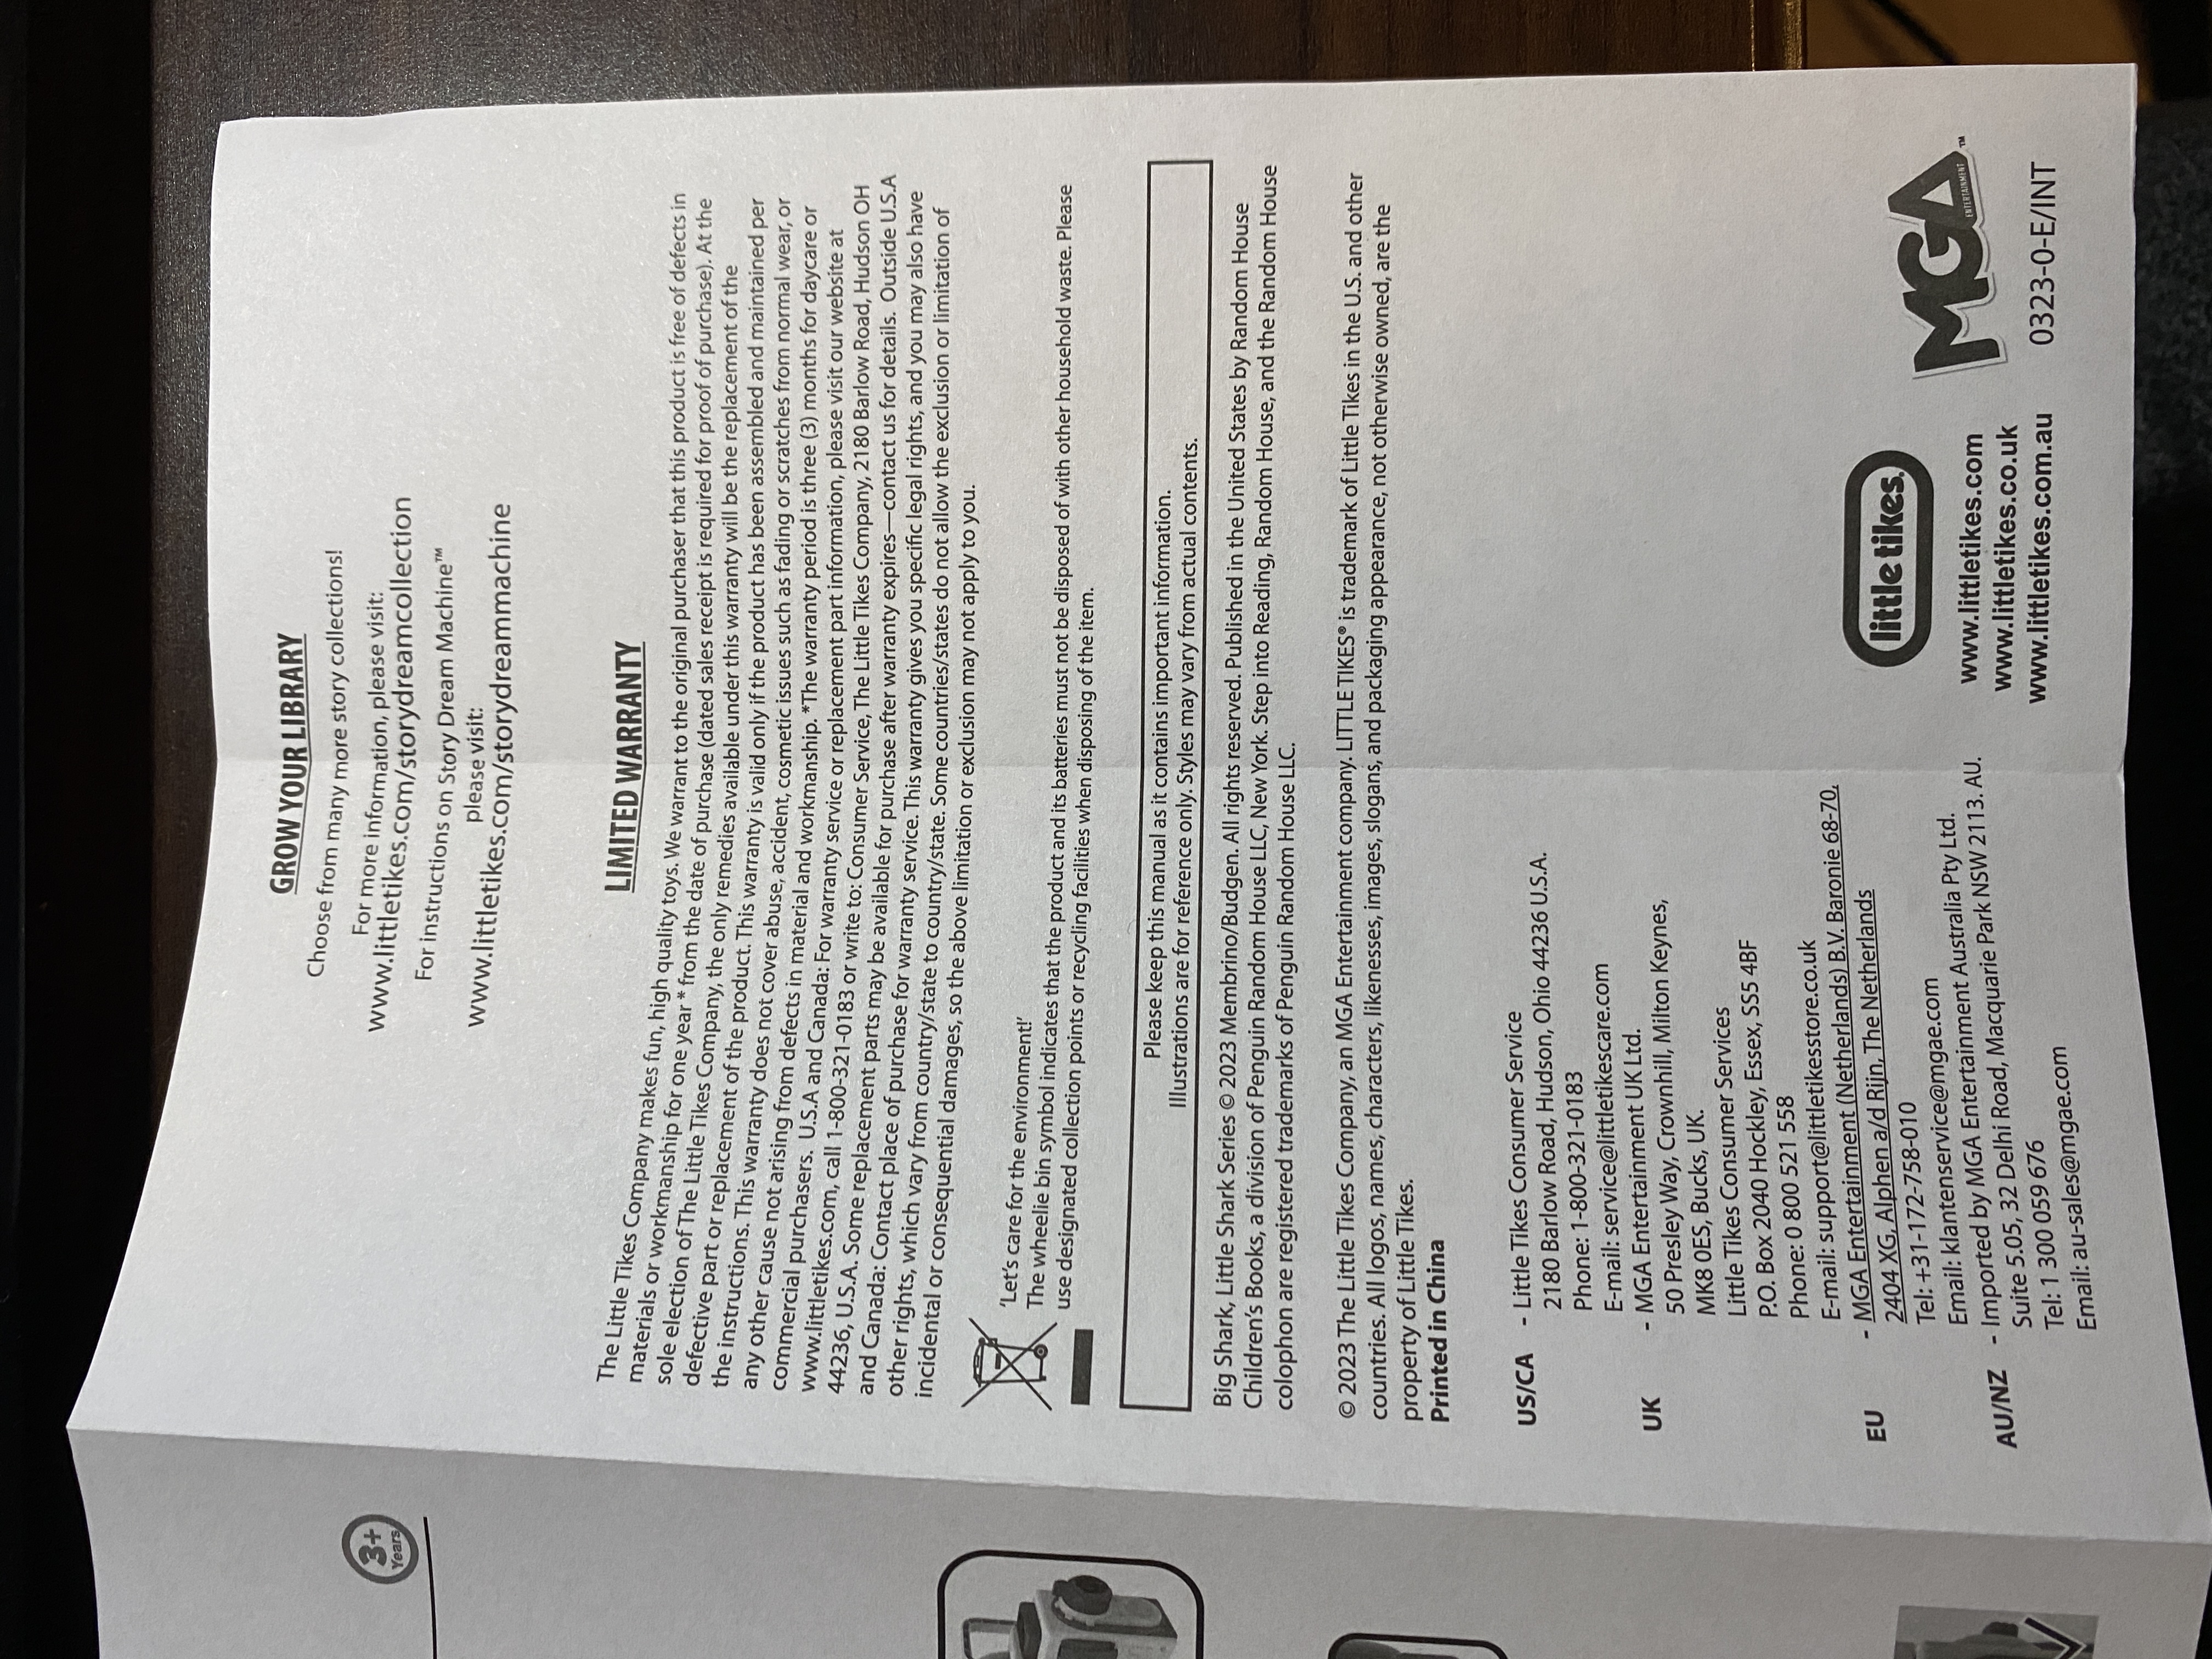 3+
Years
GROW YOUR LIBRARY
Choose from many more story collections!
For more information, please visit:
www.littletikes.com/storydreamcollection
For instructions on Story Dream Machine™
please visit:
www.littletikes.com/storydreammachine
LIMITED WARRANTY
The Little Tikes Company makes fun, high quality toys. We warrant to the original purchaser that this product is free of defects in
materials or workmanship for one year * from the date of purchase (dated sales receipt is required for proof of purchase). At the
sole election of The Little Tikes Company, the only remedies available under this warranty will be the replacement of the
defective part or replacement of the product. This warranty is valid only if the product has been assembled and maintained per
the instructions. This warranty does not cover abuse, accident, cosmetic issues such as fading or scratches from normal wear, or
any other cause not arising from defects in material and workmanship. *The warranty period is three (3) months for daycare or
commercial purchasers. U.S.A and Canada: For warranty service or replacement part information, please visit our website at
www.littletikes.com, call 1-800-321-0183 or write to: Consumer Service, The Little Tikes Company, 2180 Barlow Road, Hudson OH
44236, U.S.A. Some replacement parts may be available for purchase after warranty expires—contact us for details. Outside U.S.A
and Canada: Contact place of purchase for warranty service. This warranty gives you specific legal rights, and you may also have
other rights, which vary from country/state to country/state. Some countries/states do not allow the exclusion or limitation of
incidental or consequential damages, so the above limitation or exclusion may not apply to you.
‘Let’s care for the environment!’
The wheelie bin symbol indicates that the product and its batteries must not be disposed of with other household waste. Please
use designated collection points or recycling facilities when disposing of the item.
Please keep this manual as it contains important information.
Illustrations are for reference only. Styles may vary from actual contents.
Big Shark, Little Shark Series © 2023 Membrino/Budgen. All rights reserved. Published in the United States by Random House
Children’s Books, a division of Penguin Random House LLC, New York. Step into Reading, Random House, and the Random House
colophon are registered trademarks of Penguin Random House LLC.
© 2023 The Little Tikes Company, an MGA Entertainment company. LITTLE TIKES® is trademark of Little Tikes in the U.S. and other
countries. All logos, names, characters, likenesses, images, slogans, and packaging appearance, not otherwise owned, are the
property of Little Tikes.
Printed in China
US/CA - Little Tikes Consumer Service
2180 Barlow Road, Hudson, Ohio 44236 U.S.A.
Phone: 1-800-321-0183
E-mail: service@littletikescare.com
UK - MGA Entertainment UK Ltd.
50 Presley Way, Crownhill, Milton Keynes,
MK8 0ES, Bucks, UK.
Little Tikes Consumer Services
P.O. Box 2040 Hockley, Essex, SS5 4BF
Phone: 0 800 521 558
E-mail: support@littletikesstore.co.uk
EU - MGA Entertainment (Netherlands) B.V. Baronie 68-70,
2404 XG, Alphen a/d Rijn, The Netherlands
Tel: +31-172-758-010
Email: klantenservice@mgae.com
AU/NZ - Imported by MGA Entertainment Australia Pty Ltd.
Suite 5.05, 32 Delhi Road, Macquarie Park NSW 2113. AU.
Tel: 1 300 059 676
Email: au-sales@mgae.com
little tikes.
www.littletikes.com
www.littletikes.co.uk
www.littletikes.com.au
MGA
ENTERTAINMENT ™
0323-0-E/INT